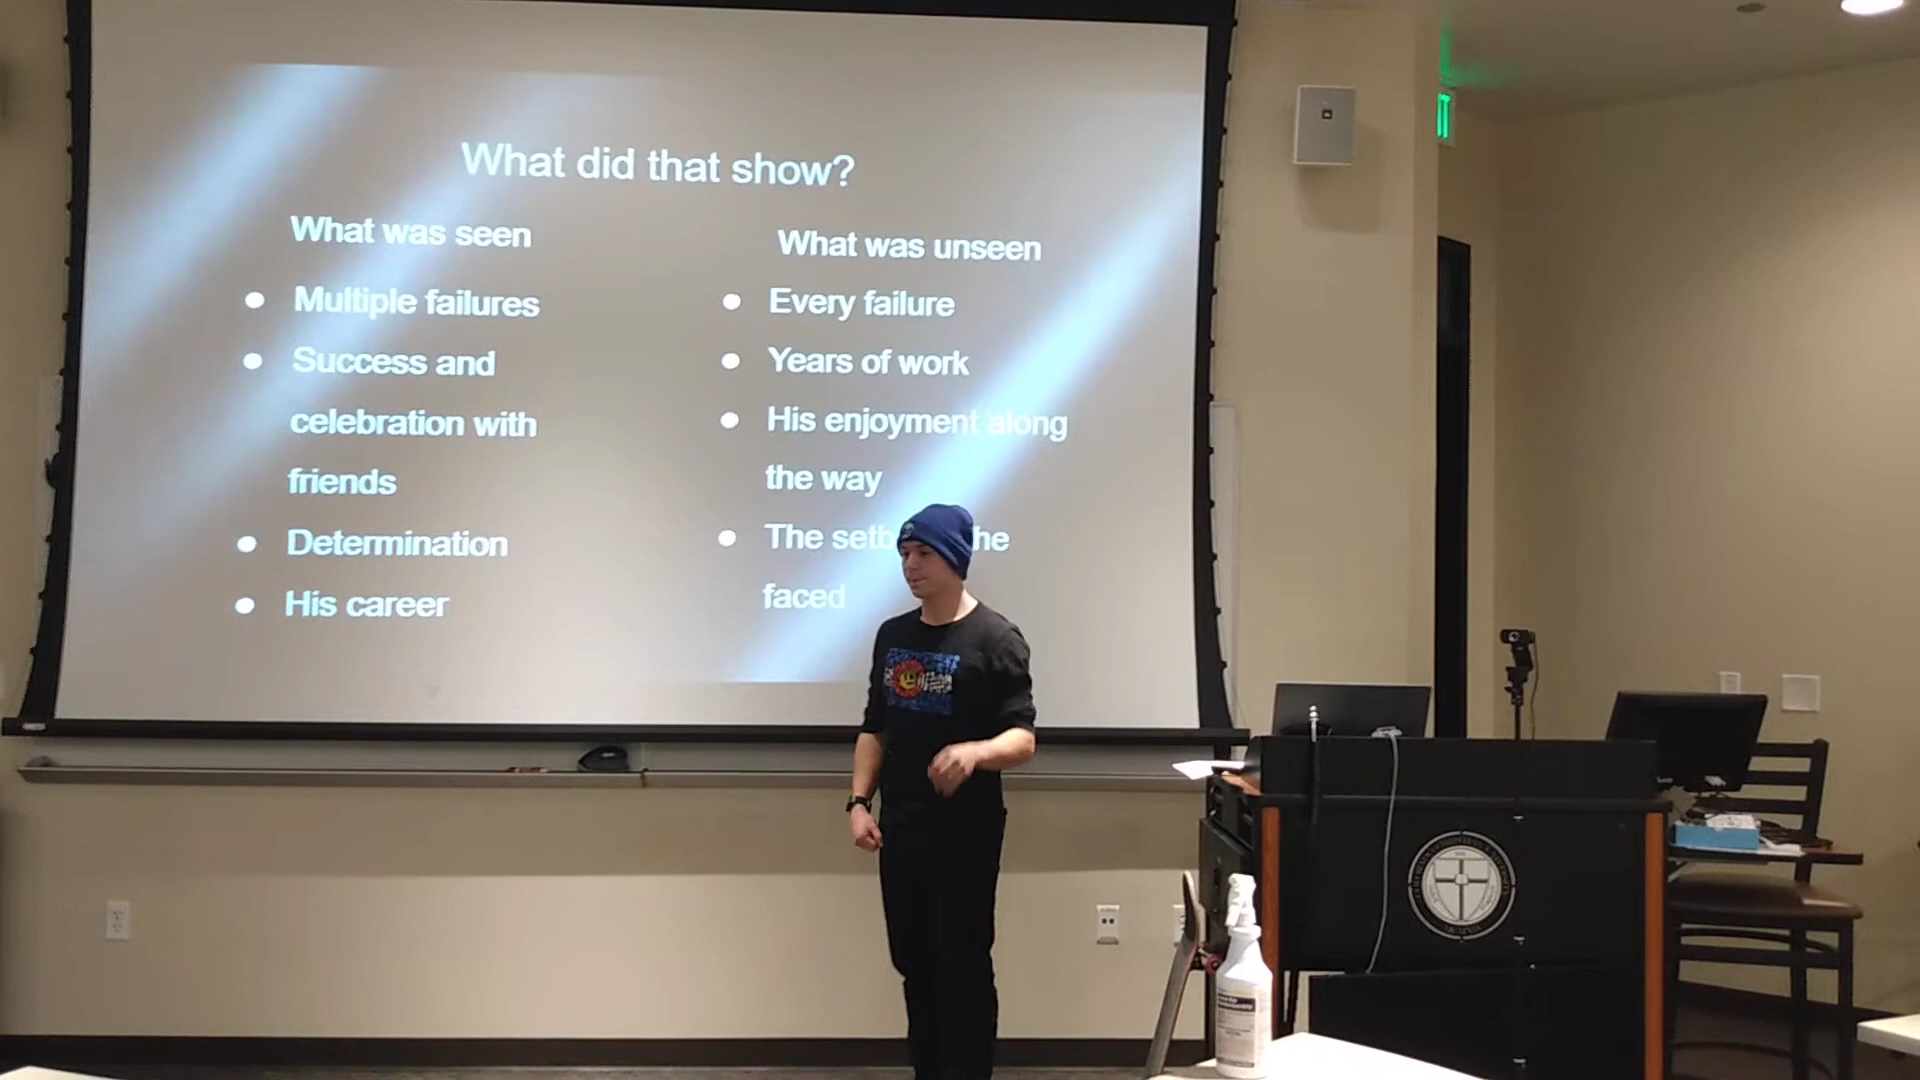 What did that show?
What was seen
Multiple failures
Success and
celebration with
friends
Determination
His career
What was unseen
Every failure
Years of work
His enjoyment along
the way
The he
faced